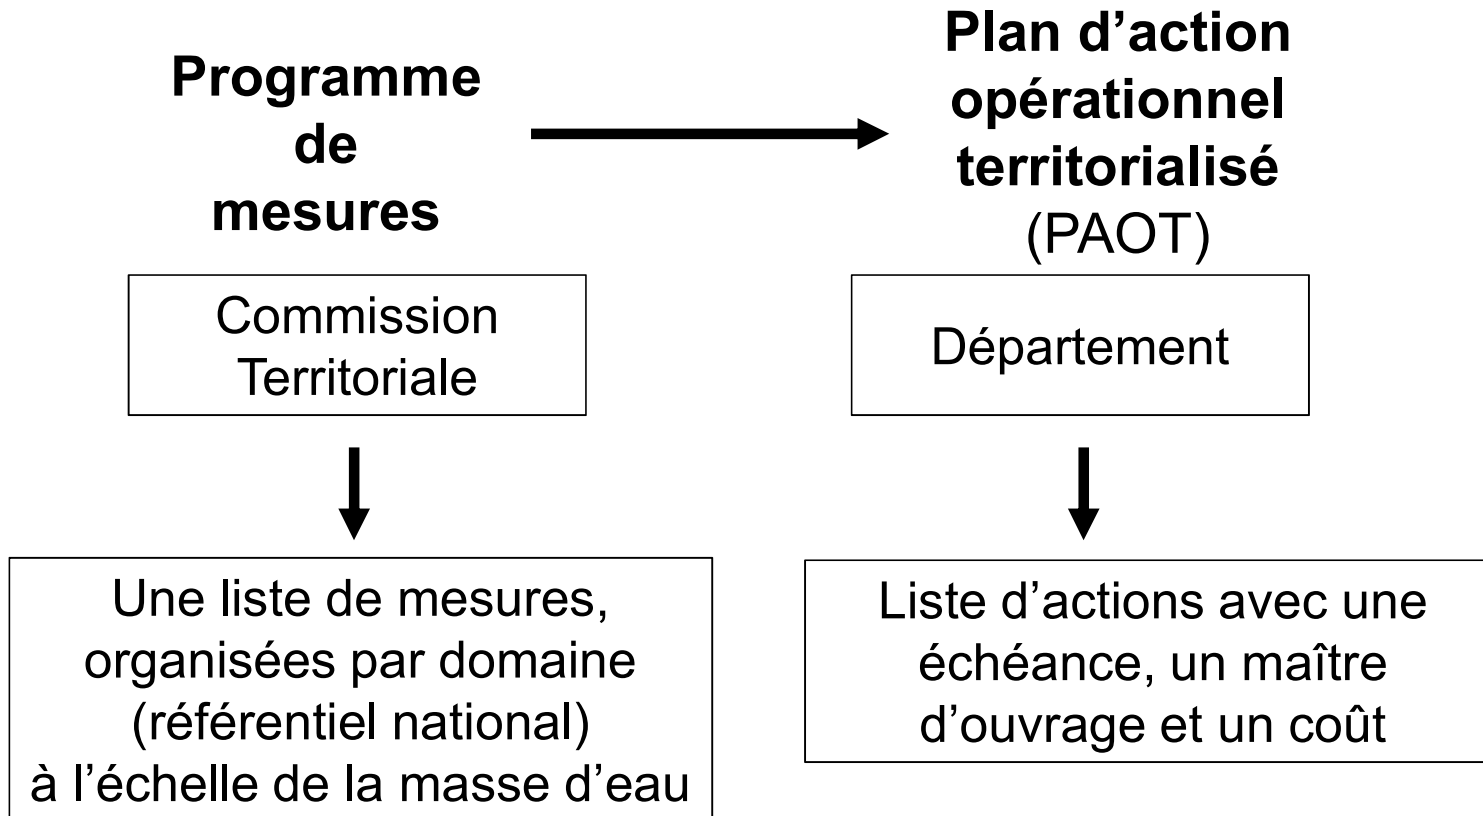 Programme
de
mesures
Plan d’action
opérationnel
territorialisé
(PAOT)
Commission
Territoriale
Département
Une liste de mesures,
organisées par domaine
(référentiel national)
à l’échelle de la masse d’eau
Liste d’actions avec une
échéance, un maître
d’ouvrage et un coût